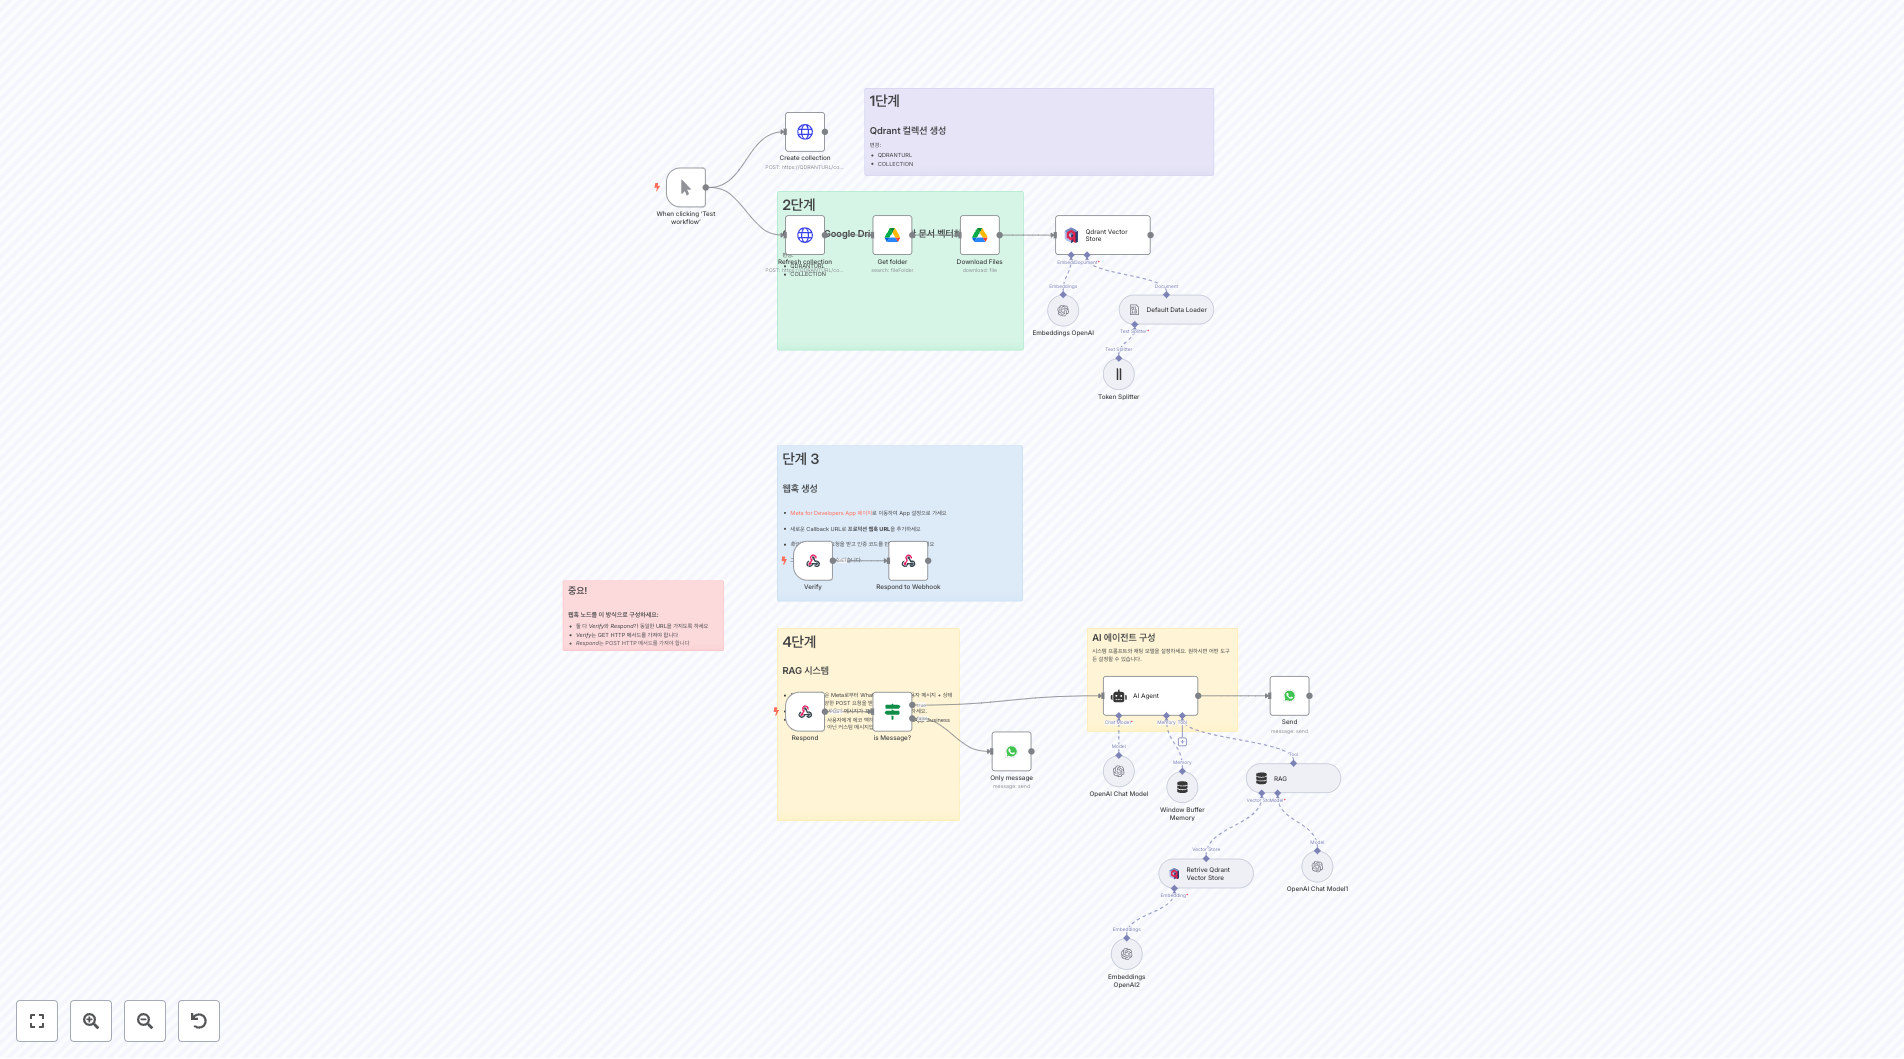 1단계
Qdrant 컬렉션 생성
변경:
QDRANTURL
COLLECTION
Create collection
POST: https://QDRANTURL/co...
When clicking 'Test
workflow'
2단계
Google Dri
문서 벡터화
Refresh collection
QDRANTURL
COLLECTION
Get folder
search: fileFolder
Download Files
download: file
Qdrant Vector
Store
Embeddings
Document
Embeddings OpenAI
Default Data Loader
Text Splitter*
Text Splitter
Token Splitter
단계 3
웹훅 생성
Meta for Developers App 페이지로 이동하여 App 설정으로 가세요
새로운 Callback URL로 프로덕션 웹훅 URL을 추가하세요
Verify
Respond to Webhook
중요!
웹훅 노드를 이 방식으로 구성하세요:
둘 다 Verify와 Respond가 동일한 URL을 가지도록 하세요
Verify는 GET HTTP 메서드를 가져야 합니다
Respond는 POST HTTP 메서드를 가져야 합니다
4단계
RAG 시스템
Respond
is Message?
Only message
message: send
AI 에이전트 구성
시스템 프롬프트와 채팅 모델을 설정하세요. 원하시면 어떤 도구
든 설정할 수 있습니다.
AI Agent
Chat Model*
Memory
Tool
Send
message: send
Model
OpenAI Chat Model
Memory
Window Buffer
Memory
Tool
RAG
Vector Store
Model
Retrive Qdrant
Vector Store
Embedding*
OpenAI Chat Model1
Embeddings
Embeddings
OpenAI2